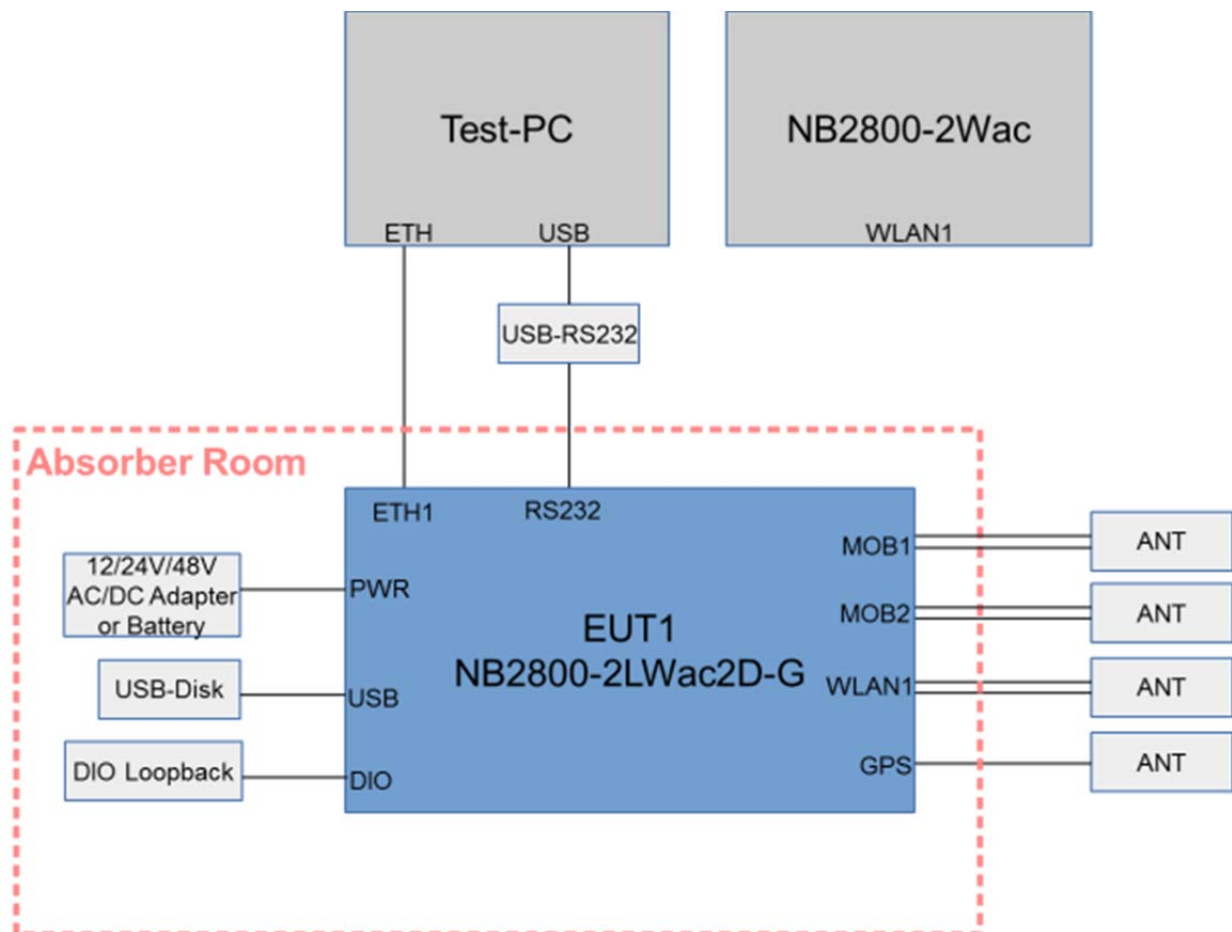 Test-PC
NB2800-2Wac
ETH
USB
WLAN1
USB-RS232
Absorber Room
ETH1
RS232
MOB1
ANT
12/24V/48V
AC/DC Adapter
or Battery
PWR
MOB2
ANT
EUT1
NB2800-2LWac2D-G
USB-Disk
USB
WLAN1
ANT
DIO Loopback
DIO
GPS
ANT